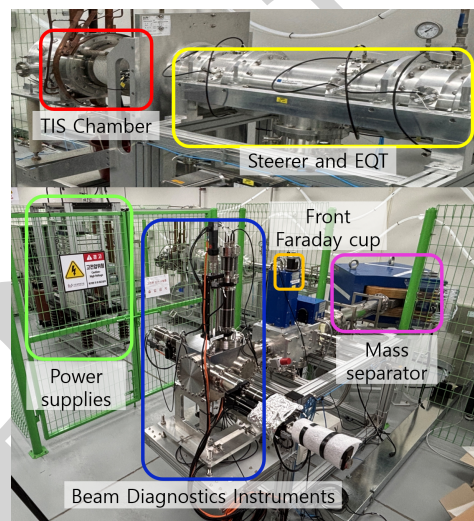 TIS Chamber
Steerer and EQT
Front
Faraday cup
Mass
separator
Power
supplies
Beam Diagnostics Instruments